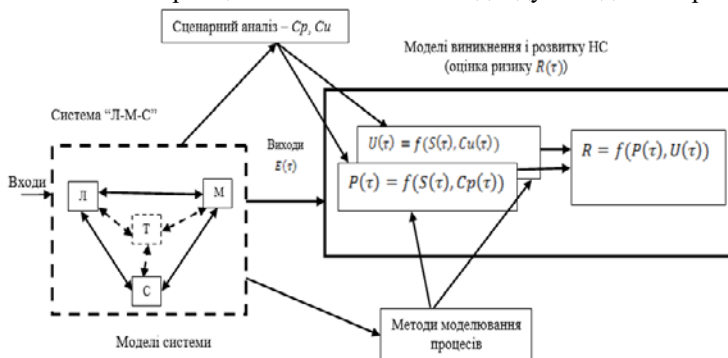 Сценарний аналіз – Cp, Cu
Моделі виникнення і розвитку НС
(оцінка ризику R(τ))
Система “Л-М-С”
Виходи
E(τ)
Входи
Л
М
Т
С
U(τ) = f(S(τ), Cu(τ))
P(τ) = f(S(τ), Cp(τ))
R = f(P(τ), U(τ))
Моделі системи
Методи моделювання
процесів